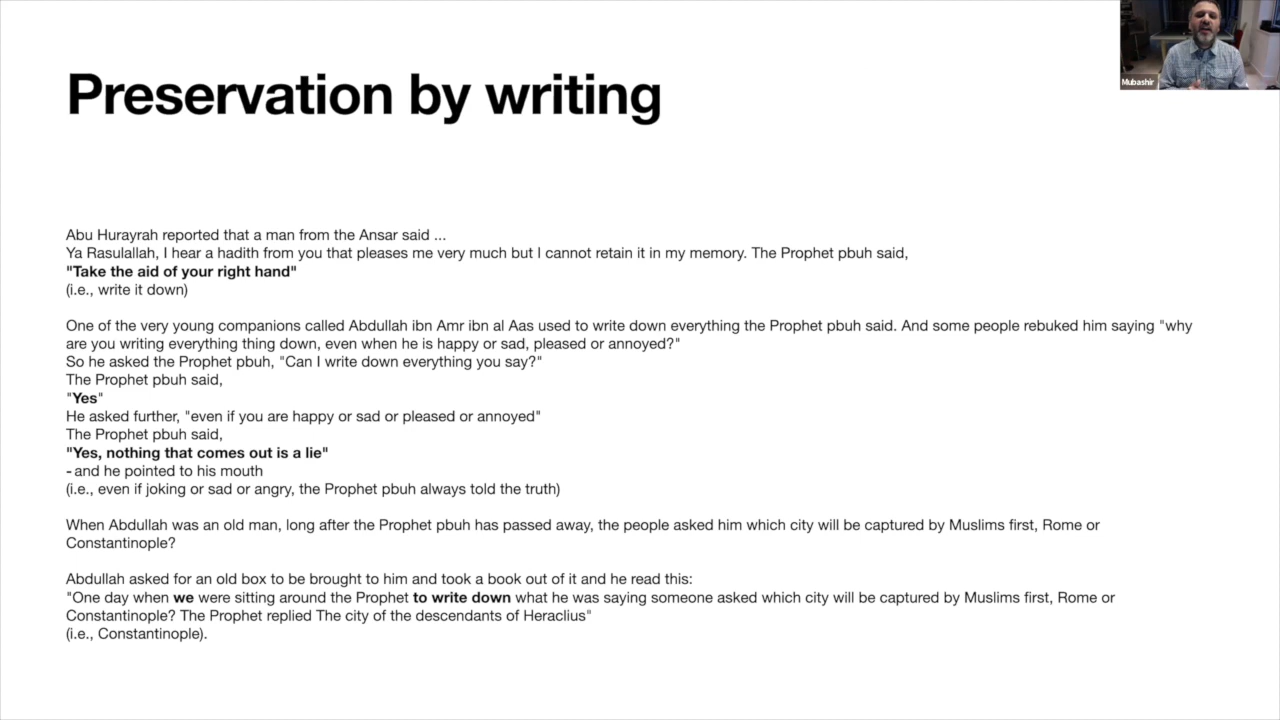 Preservation by writing
Mubashir
Abu Hurayrah reported that a man from the Ansar said ...
Ya Rasulallah, I hear a hadith from you that pleases me very much but I cannot retain it in my memory. The Prophet pbuh said,
"Take the aid of your right hand"
(i.e., write it down)
One of the very young companions called Abdullah ibn Amr ibn al Aas used to write down everything the Prophet pbuh said. And some people rebuked him saying "why
are you writing everything thing down, even when he is happy or sad, pleased or annoyed?"
So he asked the Prophet pbuh, "Can I write down everything you say?"
The Prophet pbuh said,
"Yes"
He asked further, "even if you are happy or sad or pleased or annoyed"
The Prophet pbuh said,
"Yes, nothing that comes out is a lie"
- and he pointed to his mouth
(i.e., even if joking or sad or angry, the Prophet pbuh always told the truth)
When Abdullah was an old man, long after the Prophet pbuh has passed away, the people asked him which city will be captured by Muslims first, Rome or
Constantinople?
Abdullah asked for an old box to be brought to him and took a book out of it and he read this:
"One day when we were sitting around the Prophet to write down what he was saying someone asked which city will be captured by Muslims first, Rome or
Constantinople? The Prophet replied The city of the descendants of Heraclius"
(i.e., Constantinople).